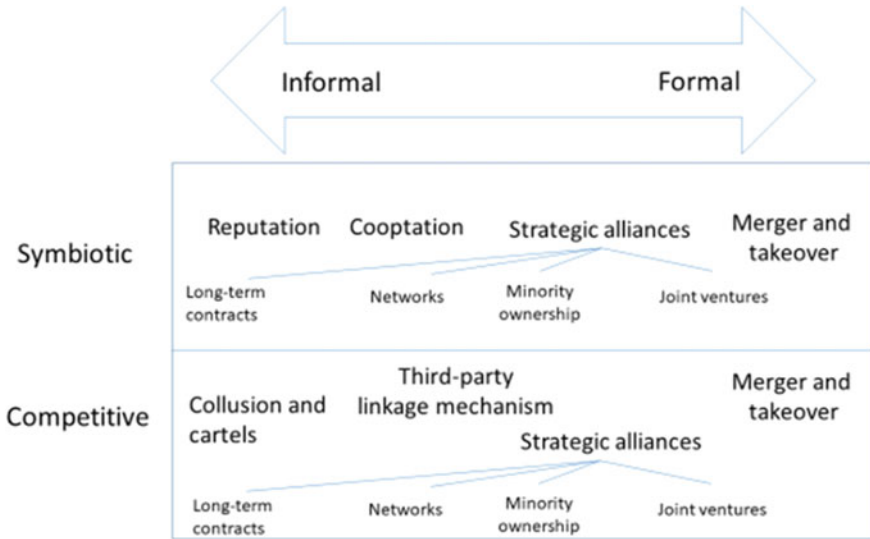 Informal Formal
Symbiotic
Reputation Cooptation Strategic alliances Merger and
takeover
Long-term
contracts Networks Minority
ownership Joint ventures
Competitive
Collusion and
cartels
Third-party
linkage mechanism
Merger and
takeover
Strategic alliances
Long-term
contracts Networks Minority
ownership Joint ventures